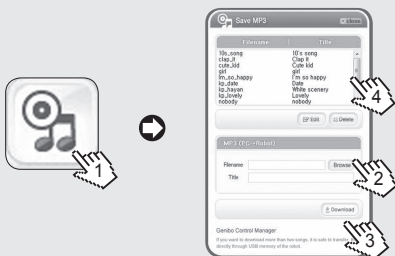 Save MP3
close
Filename Title
10s_song 10's song
clap_it Clap it
cute_kid Cute kid
girl girl
I'm_so_happy I'm so happy
kp_date Date
kp_hayan White scenery
kp_lovely Lovely
nobody nobody
4
Edit Delete
1
MP3 (PC->Robot)
Filename Browse
2
Title
Download
3
Genibo Control Manager
If you want to download more than two songs, it is safe to transfer
directly through USB memory of the robot.